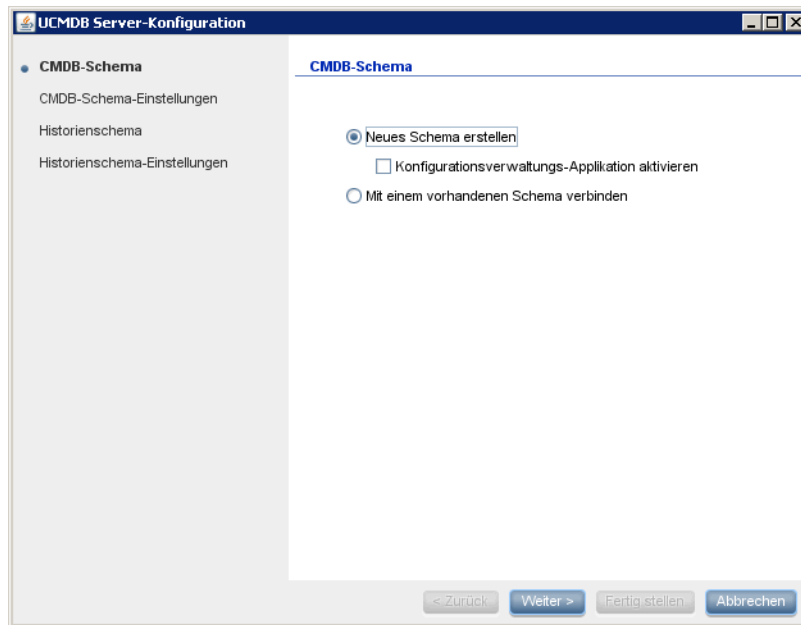 UCMDB Server-Konfiguration
CMDB-Schema
CMDB-Schema-Einstellungen
Historienschema
Historienschema-Einstellungen
CMDB-Schema
Neues Schema erstellen
Konfigurationsverwaltungs-Applikation aktivieren
Mit einem vorhandenen Schema verbinden
< Zurück
Weiter >
Fertig stellen
Abbrechen